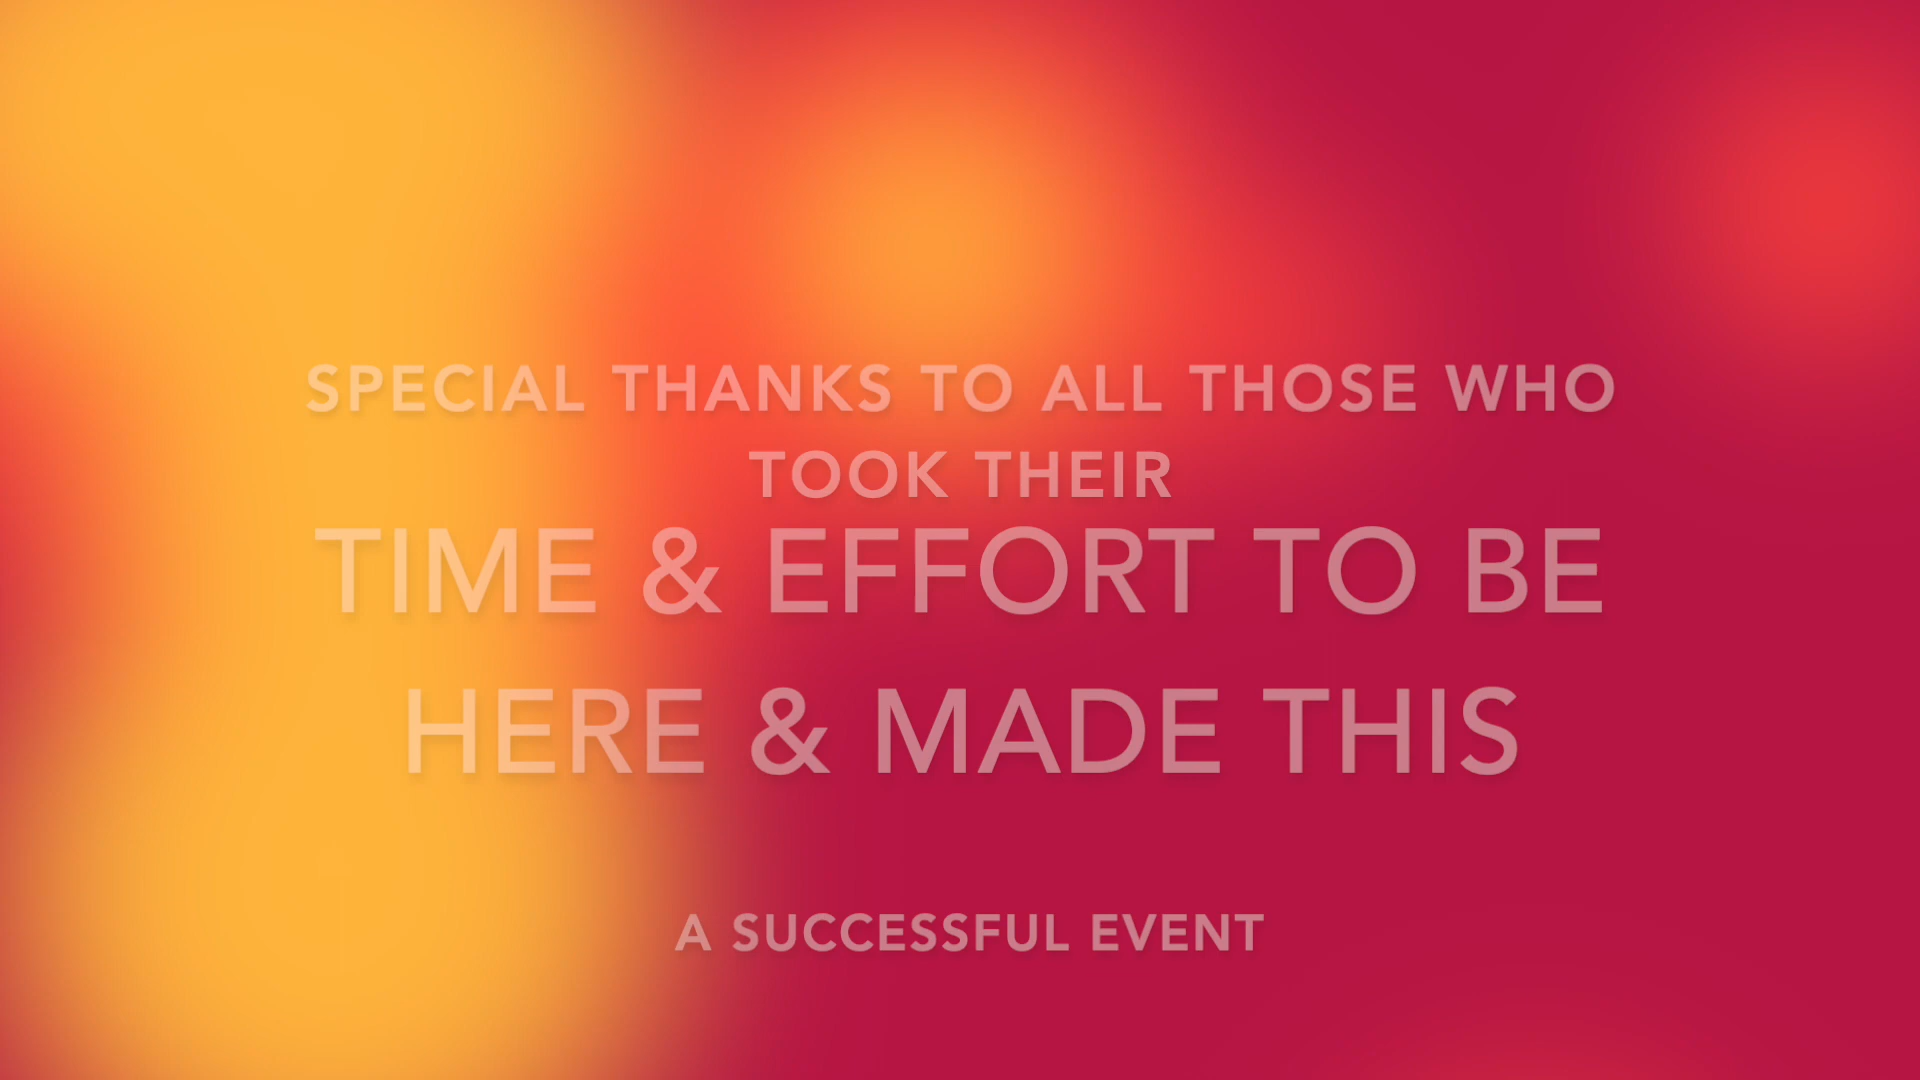 SPECIAL THANKS TO ALL THOSE WHO
TOOK THEIR
TIME & EFFORT TO BE
HERE & MADE THIS
A SUCCESSFUL EVENT